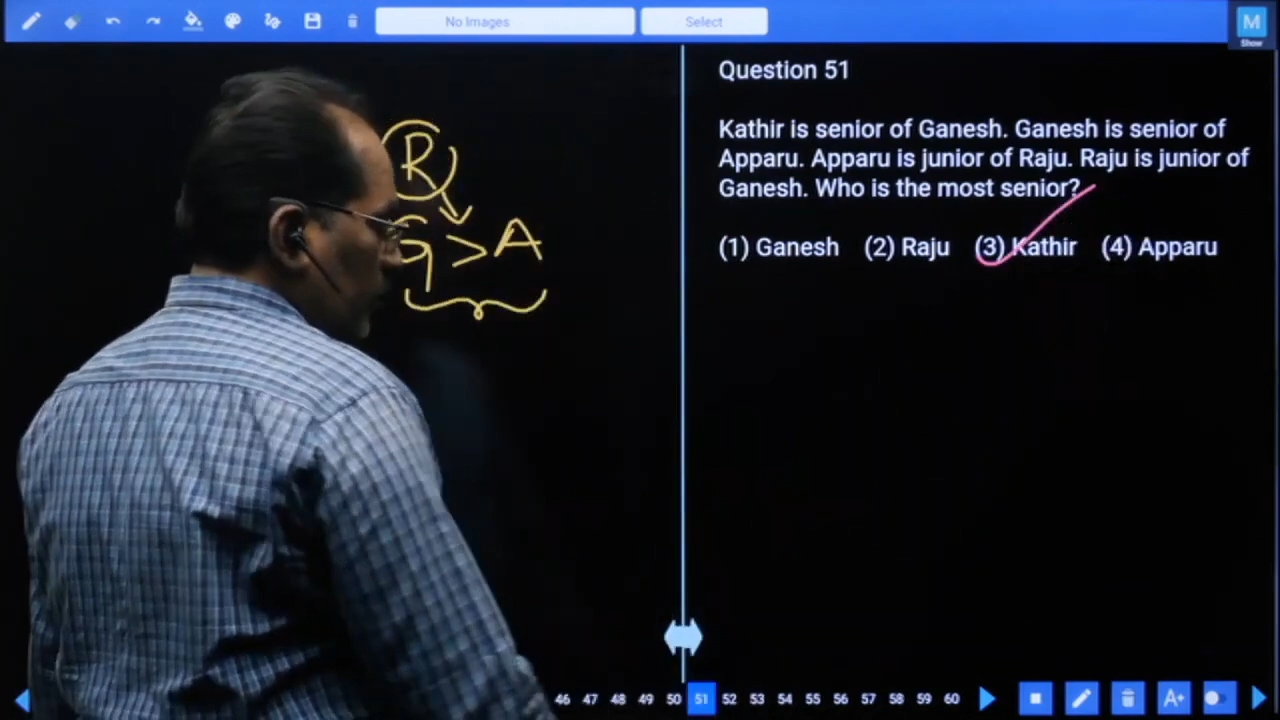 No Images
Select
M
Show
Question 51
Kathir is senior of Ganesh. Ganesh is senior of
Apparu. Apparu is junior of Raju. Raju is junior of
Ganesh. Who is the most senior?
(1) Ganesh (2) Raju (3) Kathir (4) Apparu
R
G > A
46 47 48 49 50 51 52 53 54 55 56 57 58 59 60
A+